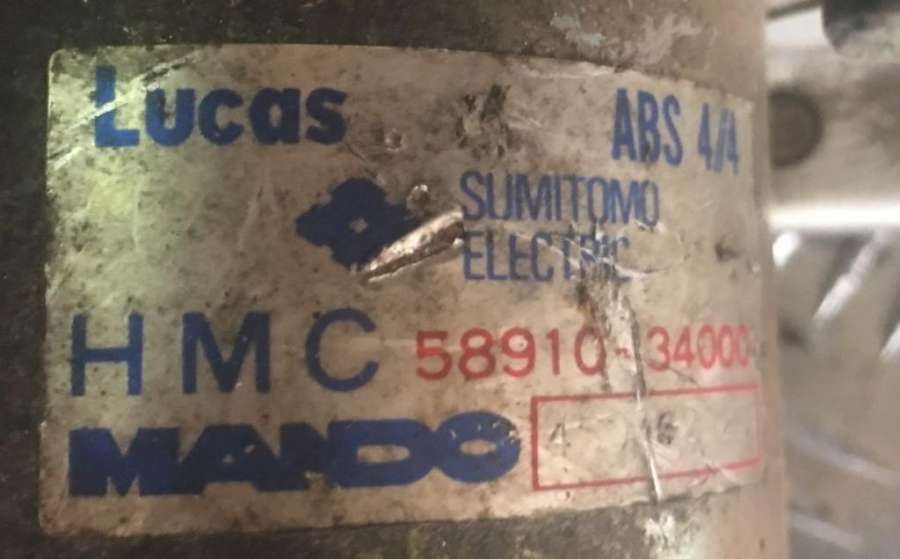 Lucas ABS 4/4
SUMITOMO
ELECTRIC
HMC 58910-34000
MANDO